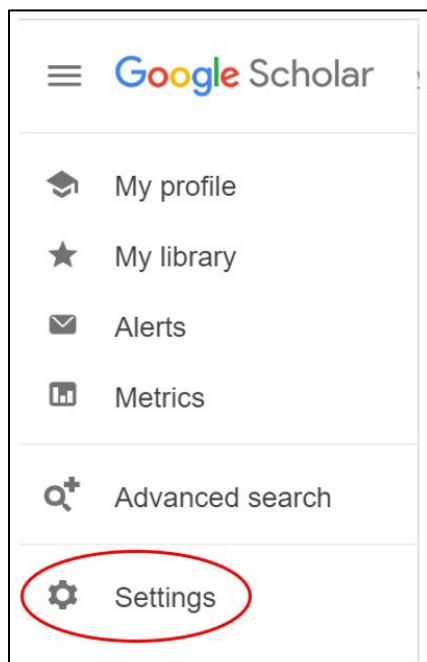 Google Scholar
My profile
My library
Alerts
Metrics
Advanced search
Settings